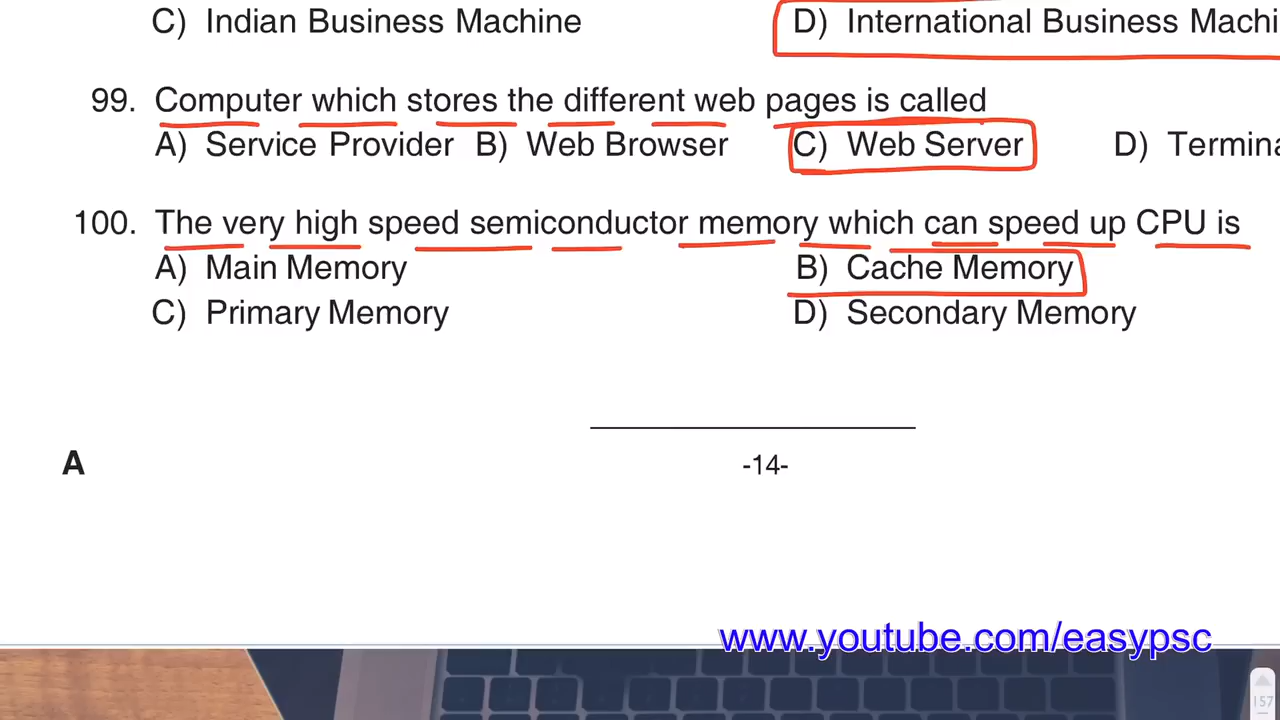 C) Indian Business Machine D) International Business Machi
99. Computer which stores the different web pages is called
A) Service Provider B) Web Browser C) Web Server D) Termina
100. The very high speed semiconductor memory which can speed up CPU is
A) Main Memory B) Cache Memory
C) Primary Memory D) Secondary Memory
A
-14-
www.youtube.com/easypsc
157